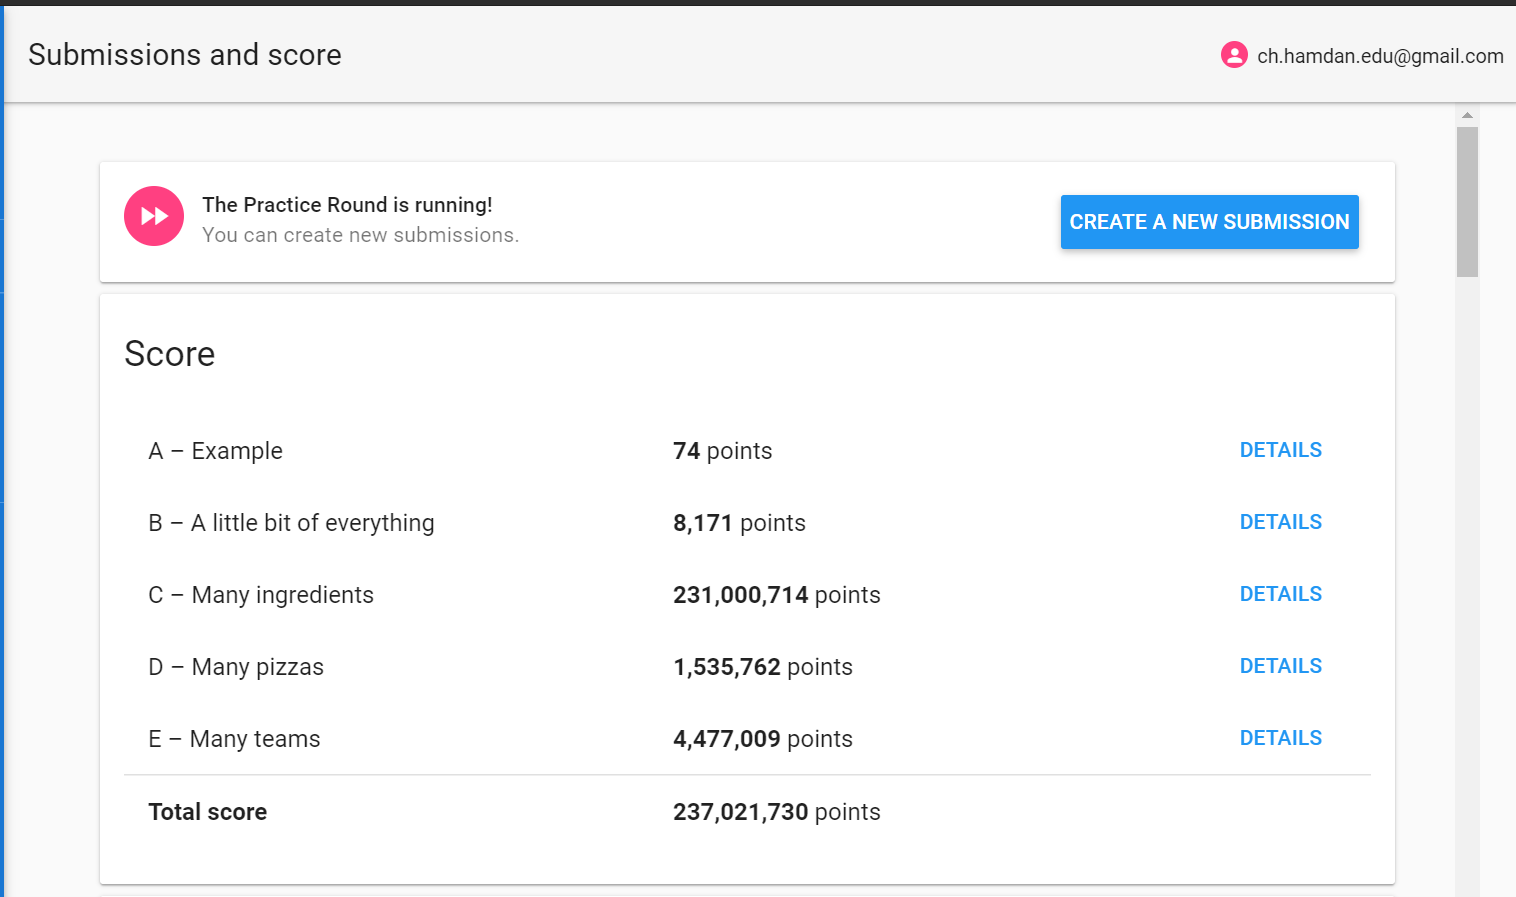 Submissions and score
ch.hamdan.edu@gmail.com
The Practice Round is running!
You can create new submissions.
CREATE A NEW SUBMISSION
Score
A – Example 74 points DETAILS
B – A little bit of everything 8,171 points DETAILS
C – Many ingredients 231,000,714 points DETAILS
D – Many pizzas 1,535,762 points DETAILS
E – Many teams 4,477,009 points DETAILS
Total score 237,021,730 points